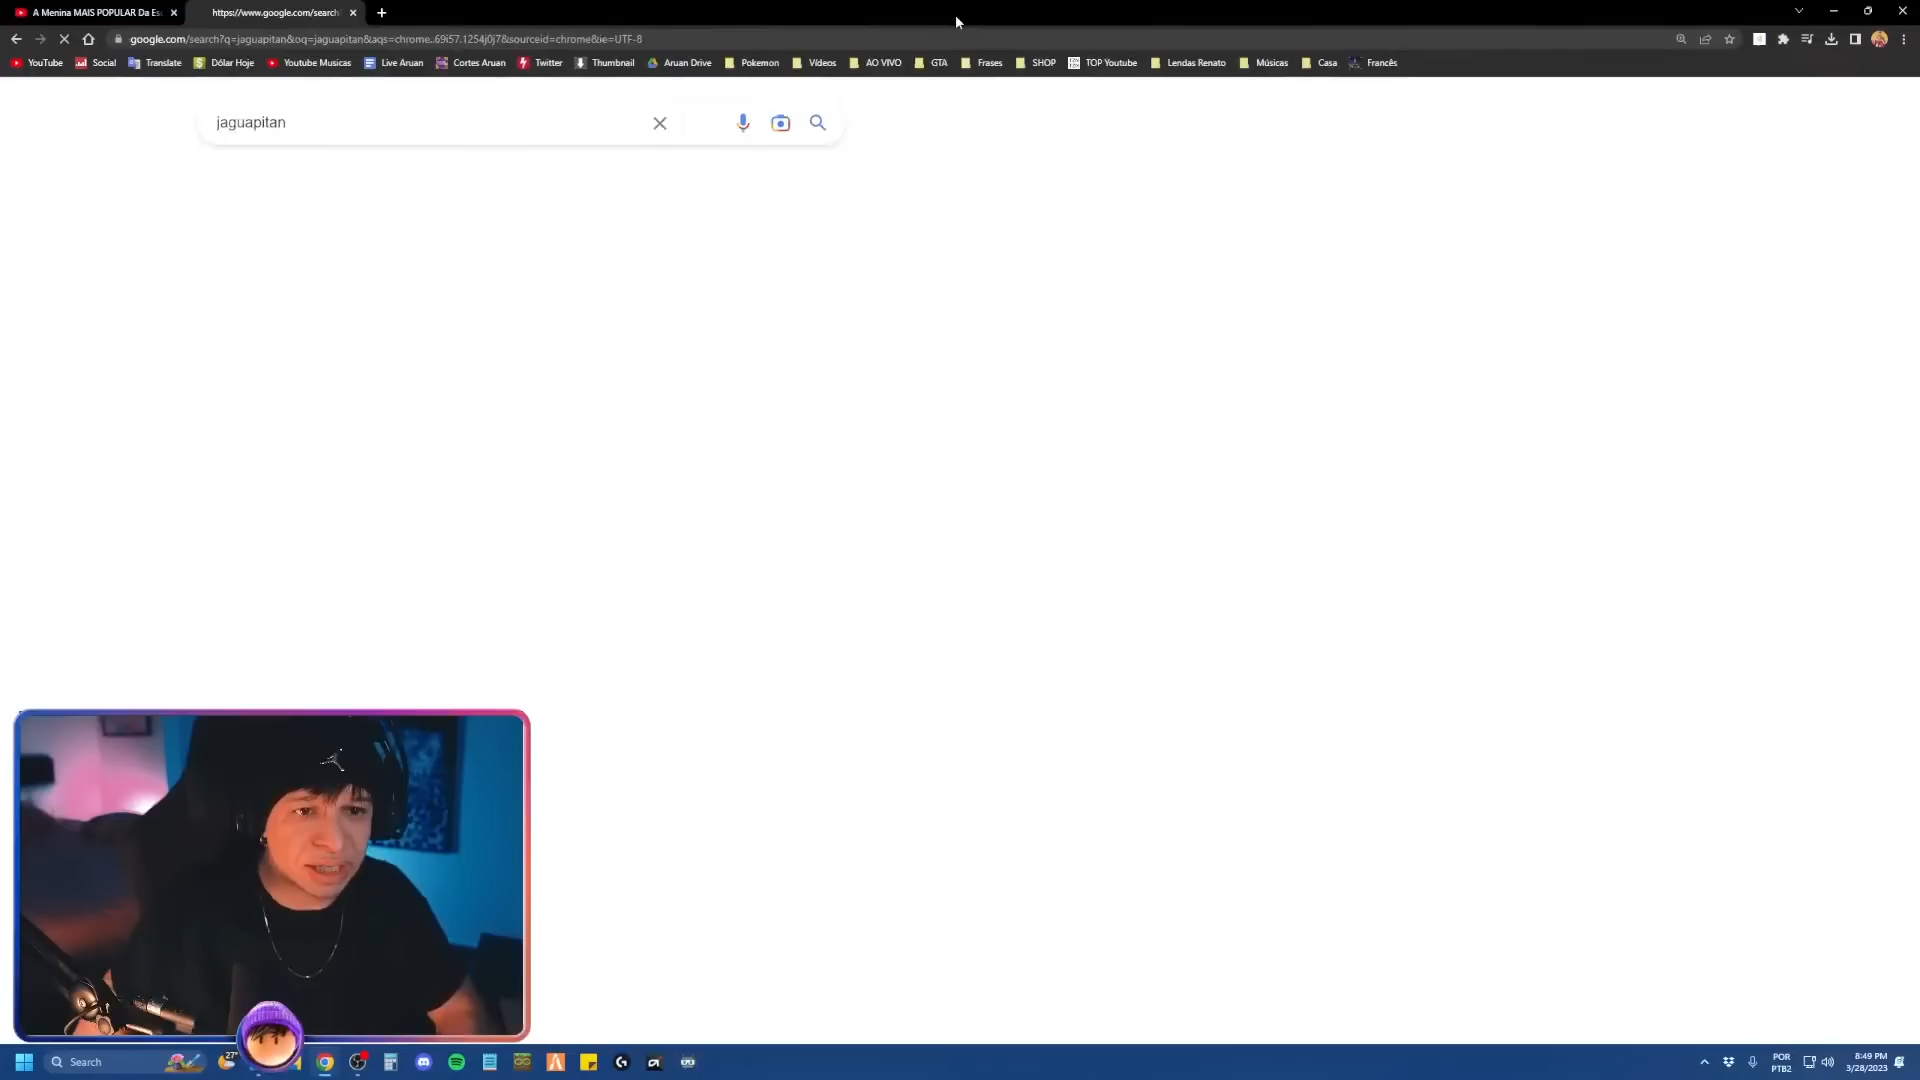 A Menina MAIS POPULAR Da Es
https://www.google.com/search?
google.com/search?q=jaguapitan&oq=jaguapitan&aqs=chrome..69i57.1254j0j7&sourceid=chrome&ie=UTF-8
YouTube Social Translate Dólar Hoje Youtube Musicas Live Aruan Cortes Aruan Twitter Thumbnail Aruan Drive Pokemon Vídeos AO VIVO GTA Frases SHOP TOP Youtube Lendas Renato Músicas Casa Francês
jaguapitan
Search
27°
POR
PTB2
8:49 PM
3/28/2023